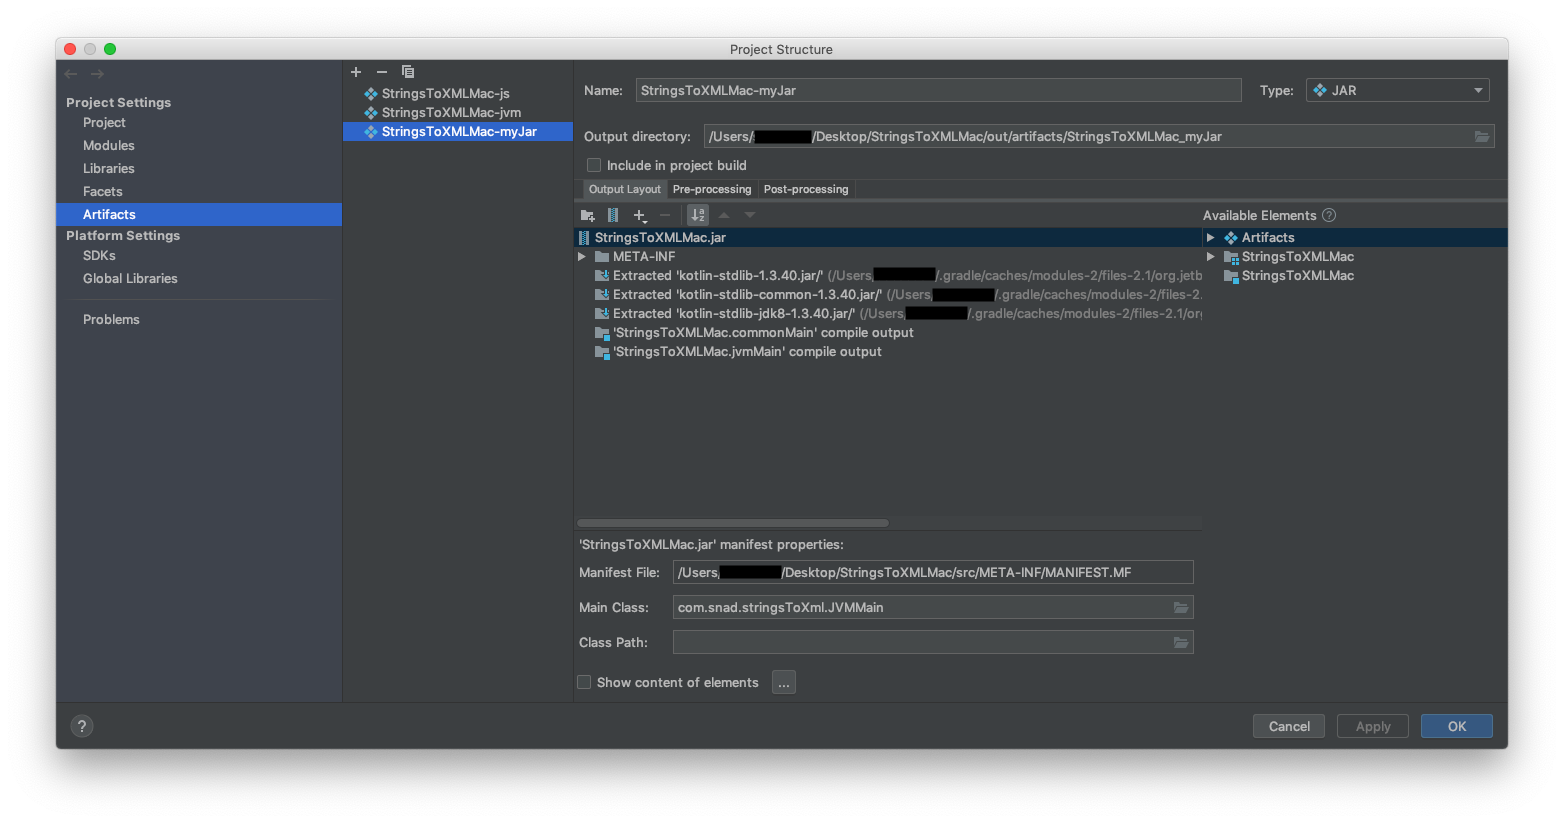 Project Structure
Project Settings
Project
Modules
Libraries
Facets
Artifacts
Platform Settings
SDKs
Global Libraries
Problems
StringsToXMLMac-js
StringsToXMLMac-jvm
StringsToXMLMac-myJar
Name: StringsToXMLMac-myJar Type: JAR
Output directory: /Users/ /Desktop/StringsToXMLMac/out/artifacts/StringsToXMLMac_myJar
Include in project build
Output Layout Pre-processing Post-processing
Available Elements ?
StringsToXMLMac.jar
META-INF
Extracted 'kotlin-stdlib-1.3.40.jar/' (/Users, /.gradle/caches/modules-2/files-2.1/org.jetb
Extracted 'kotlin-stdlib-common-1.3.40.jar/' (/Users, /.gradle/caches/modules-2/files-2.
Extracted 'kotlin-stdlib-jdk8-1.3.40.jar/' (/Users, /.gradle/caches/modules-2/files-2.1/org
'StringsToXMLMac.commonMain' compile output
'StringsToXMLMac.jvmMain' compile output
Artifacts
StringsToXMLMac
StringsToXMLMac
'StringsToXMLMac.jar' manifest properties:
Manifest File: /Users, /Desktop/StringsToXMLMac/src/META-INF/MANIFEST.MF
Main Class: com.snad.stringsToXml.JVMMain
Class Path:
Show content of elements ...
? Cancel Apply OK